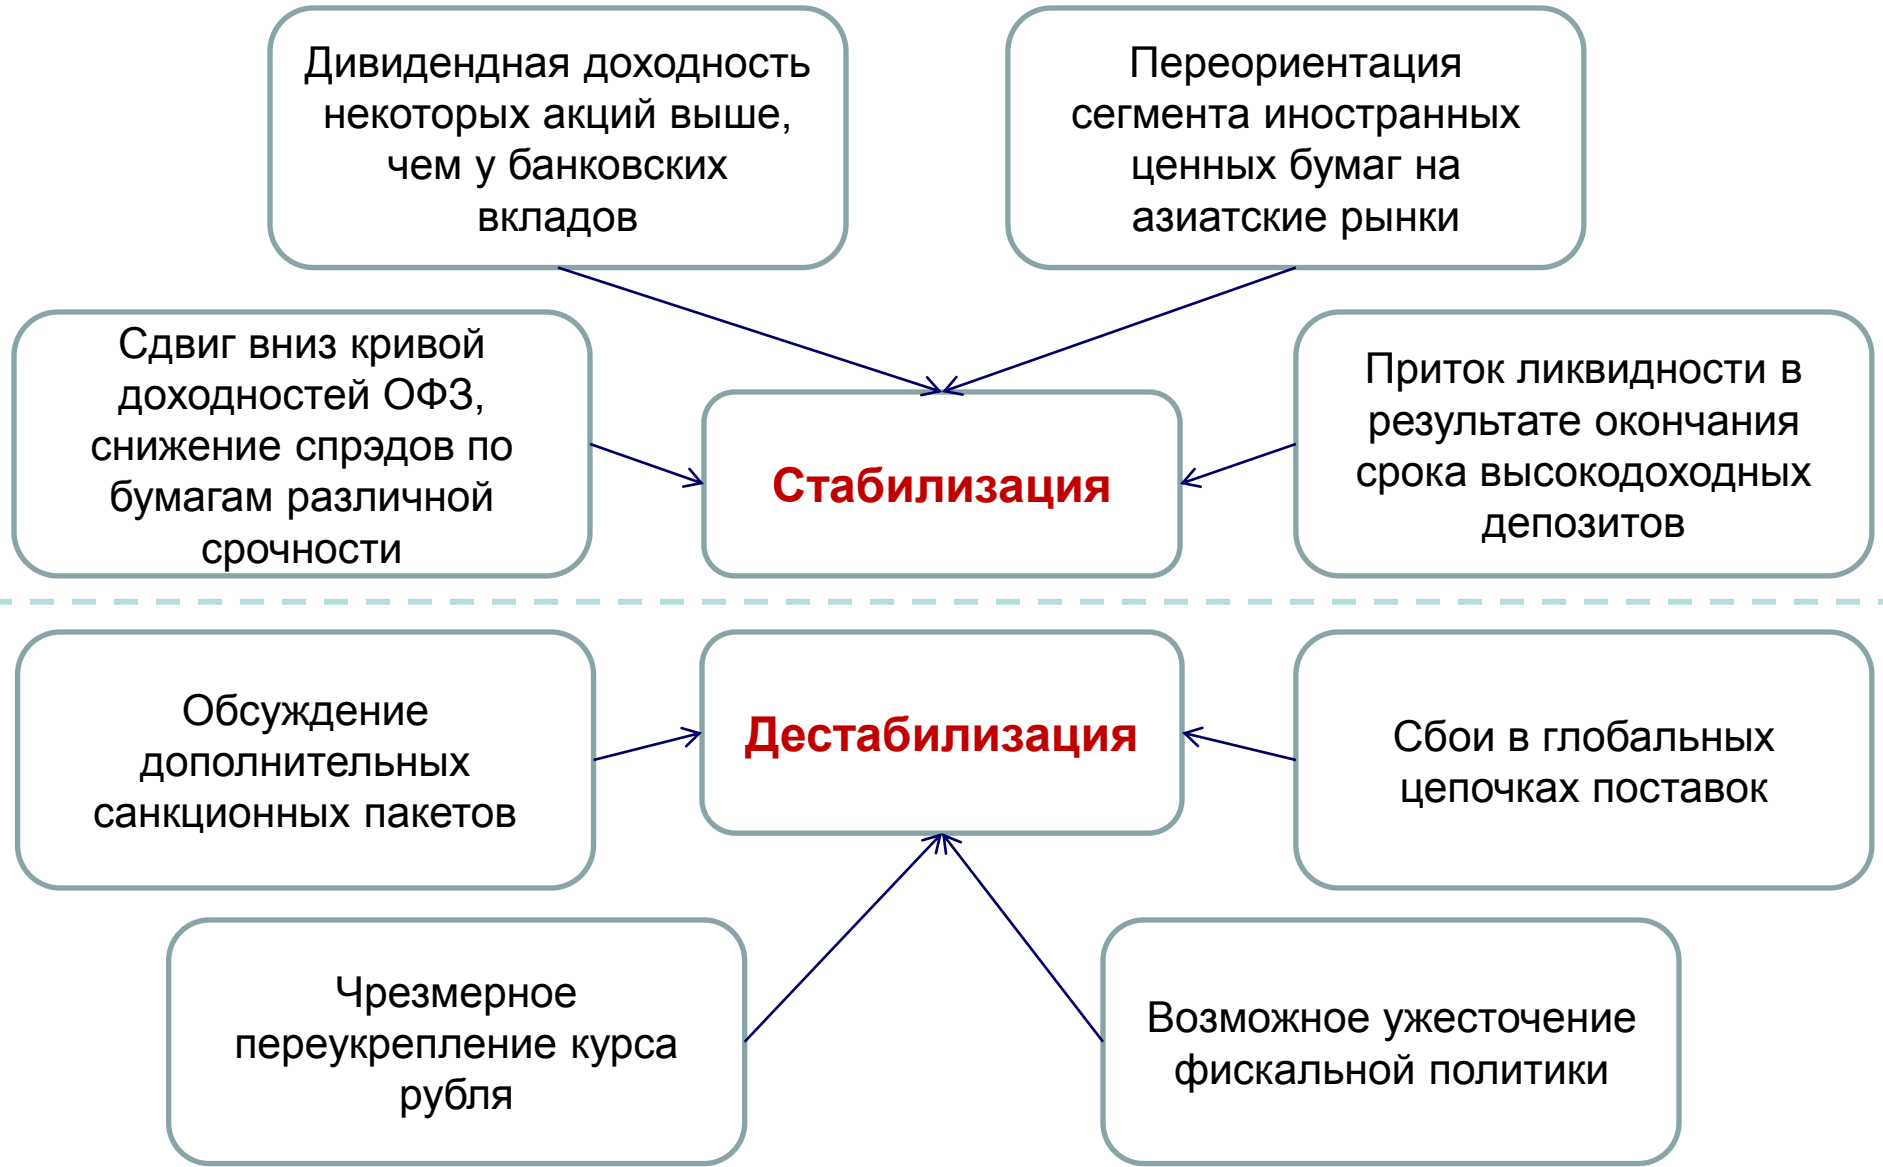 Дивидендная доходность
некоторых акций выше,
чем у банковских
вкладов
Переориентация
сегмента иностранных
ценных бумаг на
азиатские рынки
Сдвиг вниз кривой
доходностей ОФЗ,
снижение спрэдов по
бумагам различной
срочности
Стабилизация
Приток ликвидности в
результате окончания
срока высокодоходных
депозитов
Обсуждение
дополнительных
санкционных пакетов
Дестабилизация
Сбои в глобальных
цепочках поставок
Чрезмерное
переукрепление курса
рубля
Возможное ужесточение
фискальной политики